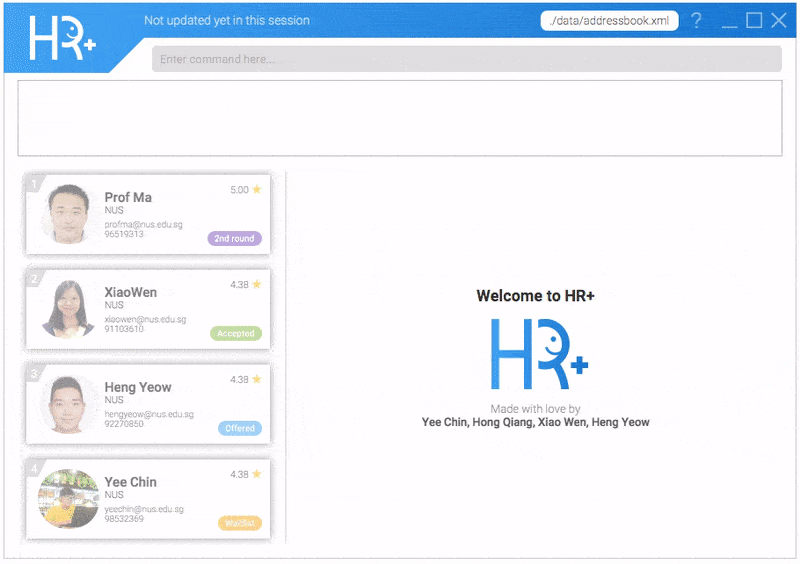 HR+
Not updated yet in this session
./data/addressbook.xml
?
Enter command here...
1
Prof Ma
5.00
NUS
profma@nus.edu.sg
96519313
2nd round
2
XiaoWen
4.38
NUS
xiaowen@nus.edu.sg
91103610
Accepted
3
Heng Yeow
4.38
NUS
hengyeow@nus.edu.sg
92270850
Offered
4
Yee Chin
4.38
NUS
yeechin@nus.edu.sg
98532369
Waitlist
Welcome to HR+
HR+
Made with love by
Yee Chin, Hong Qiang, Xiao Wen, Heng Yeow